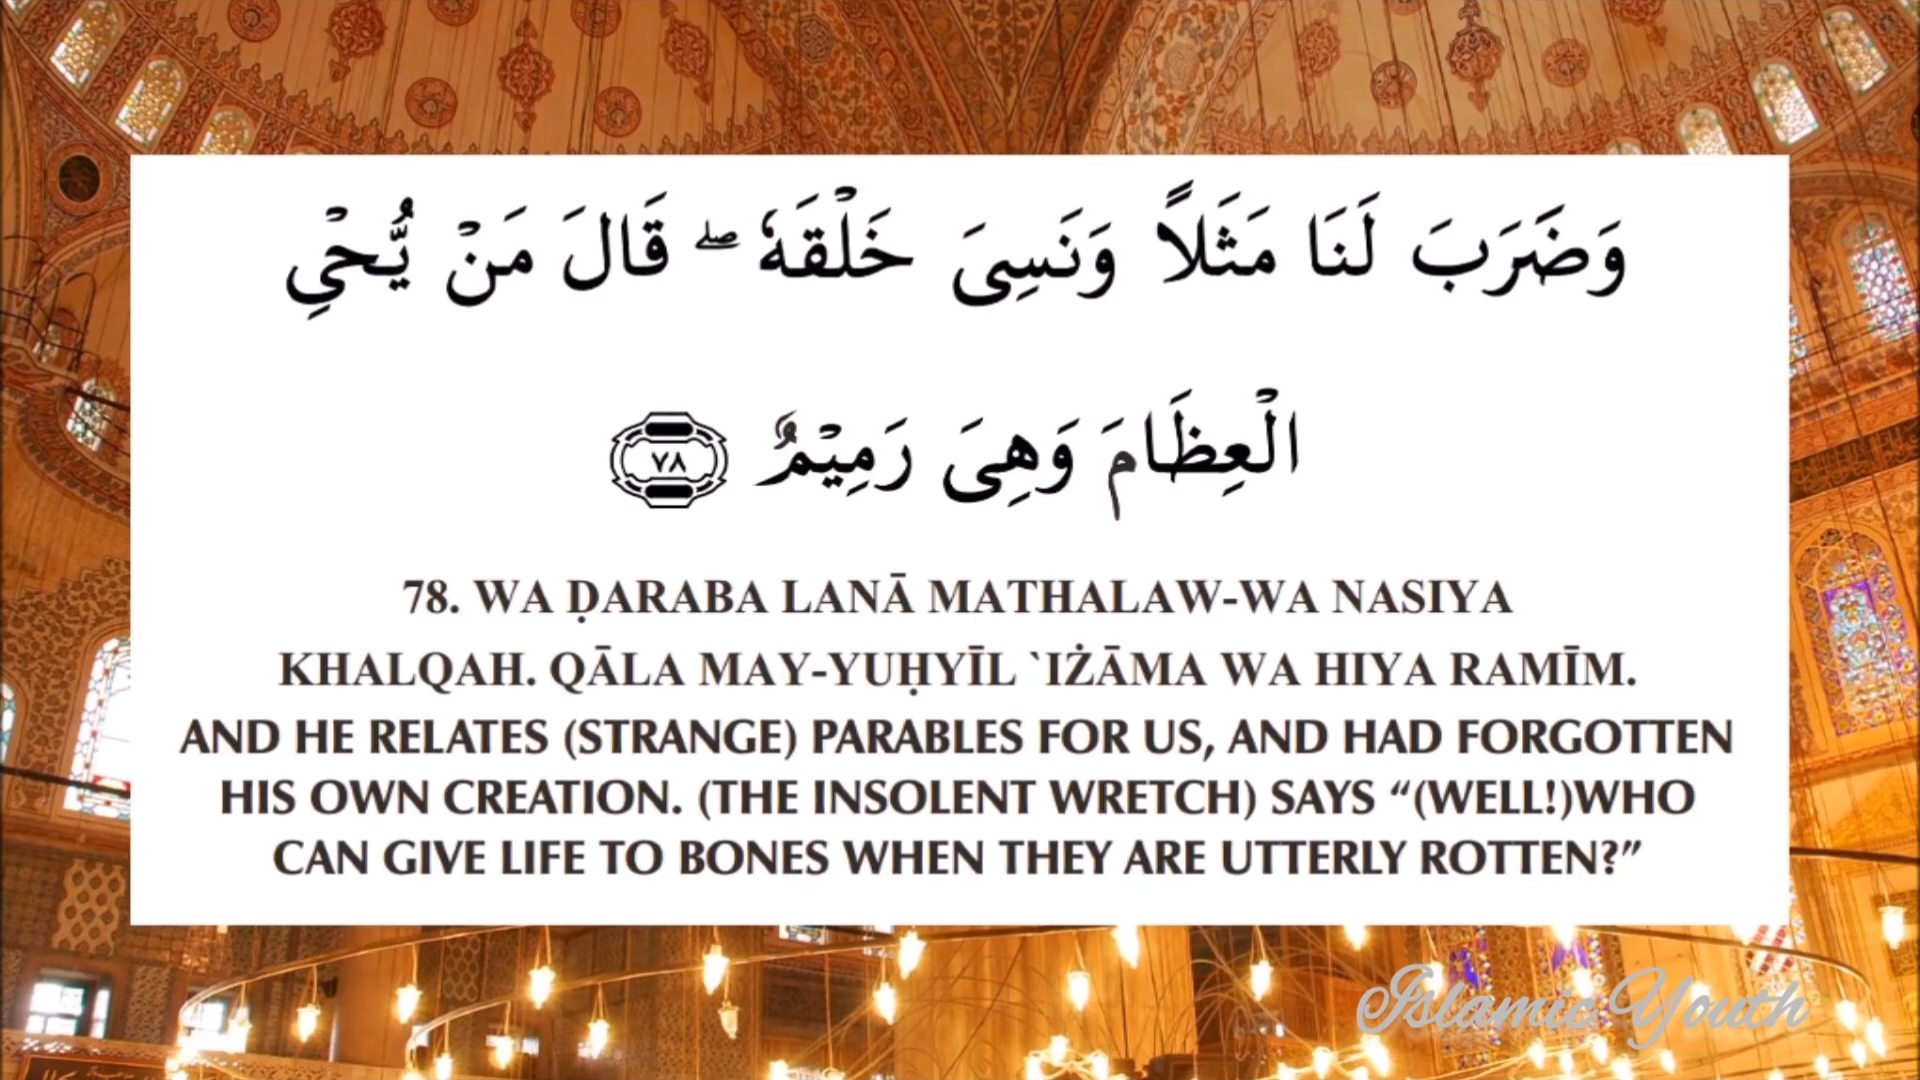 وَضَرَبَ لَنَا مَثَلاً وَنَسِىَ خَلْقَهٗ ۖ قَالَ مَنْ يُّحْىِ
الْعِظَامَ وَهِىَ رَمِيْمٌ ٧٨
78. WA ḌARABA LANĀ MATHALAW-WA NASIYA
KHALQAH. QĀLA MAY-YUḤYĪL `IŻĀMA WA HIYA RAMĪM.
AND HE RELATES (STRANGE) PARABLES FOR US, AND HAD FORGOTTEN
HIS OWN CREATION. (THE INSOLENT WRETCH) SAYS “(WELL!)WHO
CAN GIVE LIFE TO BONES WHEN THEY ARE UTTERLY ROTTEN?”
Islamic Youth